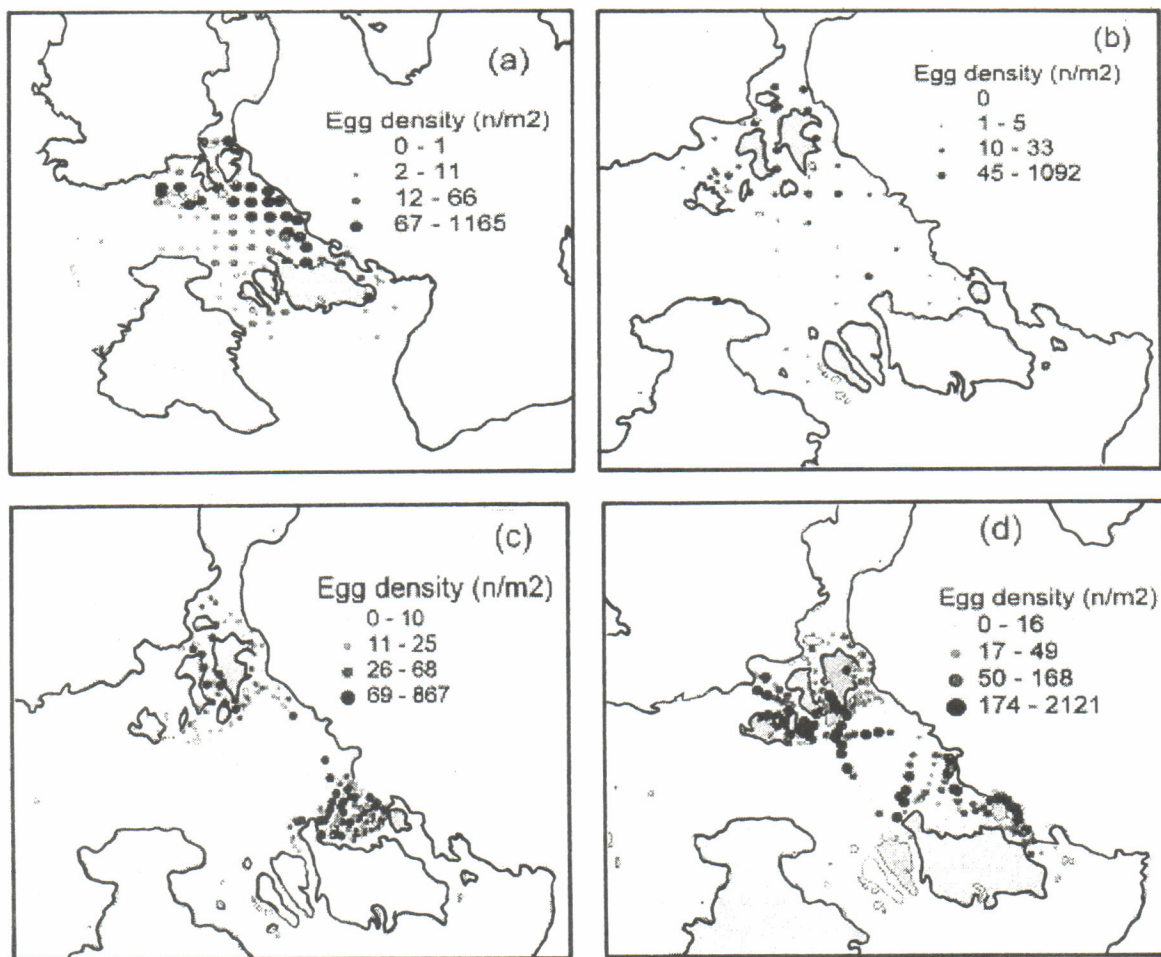 (a)
Egg density (n/m2)
0 - 1
2 - 11
12 - 66
67 - 1165
(b)
Egg density (n/m2)
0
1 - 5
10 - 33
45 - 1092
(c)
Egg density (n/m2)
0 - 10
11 - 25
26 - 68
69 - 867
(d)
Egg density (n/m2)
0 - 16
17 - 49
50 - 168
174 - 2121